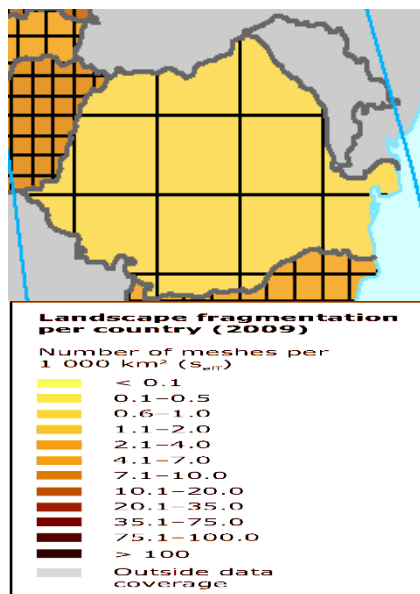 Landscape fragmentation
per country (2009)
Number of meshes per
1 000 km² (seff)
< 0.1
0.1–0.5
0.6–1.0
1.1–2.0
2.1–4.0
4.1–7.0
7.1–10.0
10.1–20.0
20.1–35.0
35.1–75.0
75.1–100.0
> 100
Outside data
coverage